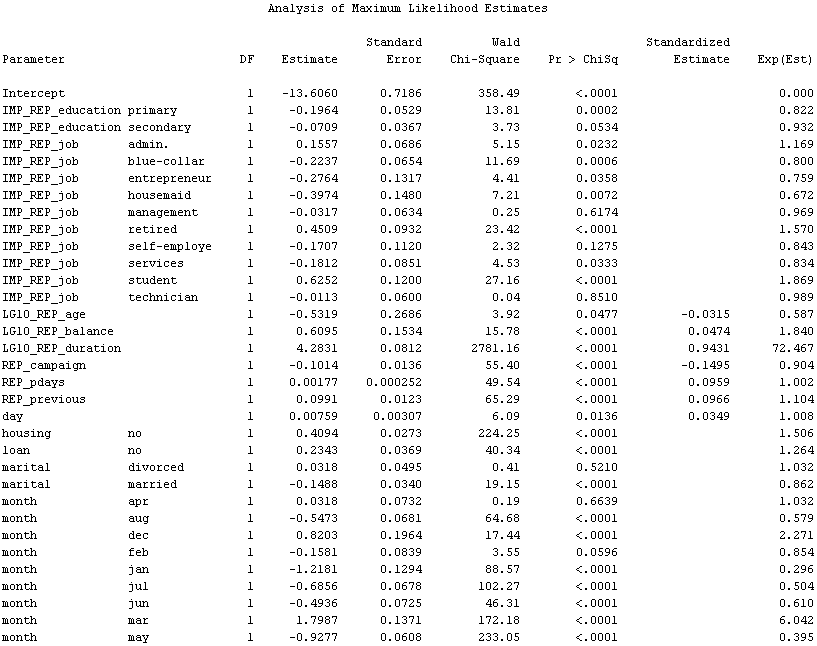 Analysis of Maximum Likelihood Estimates
Standard Wald Standardized
Parameter DF Estimate Error Chi-Square Pr > ChiSq Estimate Exp(Est)
Intercept 1 -13.6060 0.7186 358.49 <.0001 0.000
IMP_REP_education primary 1 -0.1964 0.0529 13.81 0.0002 0.822
IMP_REP_education secondary 1 -0.0709 0.0367 3.73 0.0534 0.932
IMP_REP_job admin. 1 0.1557 0.0686 5.15 0.0232 1.169
IMP_REP_job blue-collar 1 -0.2237 0.0654 11.69 0.0006 0.800
IMP_REP_job entrepreneur 1 -0.2764 0.1317 4.41 0.0358 0.759
IMP_REP_job housemaid 1 -0.3974 0.1480 7.21 0.0072 0.672
IMP_REP_job management 1 -0.0317 0.0634 0.25 0.6174 0.969
IMP_REP_job retired 1 0.4509 0.0932 23.42 <.0001 1.570
IMP_REP_job self-employe 1 -0.1707 0.1120 2.32 0.1275 0.843
IMP_REP_job services 1 -0.1812 0.0851 4.53 0.0333 0.834
IMP_REP_job student 1 0.6252 0.1200 27.16 <.0001 1.869
IMP_REP_job technician 1 -0.0113 0.0600 0.04 0.8510 0.989
LG10_REP_age 1 -0.5319 0.2686 3.92 0.0477 -0.0315 0.587
LG10_REP_balance 1 0.6095 0.1534 15.78 <.0001 0.0474 1.840
LG10_REP_duration 1 4.2831 0.0812 2781.16 <.0001 0.9431 72.467
REP_campaign 1 -0.1014 0.0136 55.40 <.0001 -0.1495 0.904
REP_pdays 1 0.00177 0.000252 49.54 <.0001 0.0959 1.002
REP_previous 1 0.0991 0.0123 65.29 <.0001 0.0966 1.104
day 1 0.00759 0.00307 6.09 0.0136 0.0349 1.008
housing no 1 0.4094 0.0273 224.25 <.0001 1.506
loan no 1 0.2343 0.0369 40.34 <.0001 1.264
marital divorced 1 0.0318 0.0495 0.41 0.5210 1.032
marital married 1 -0.1488 0.0340 19.15 <.0001 0.862
month apr 1 0.0318 0.0732 0.19 0.6639 1.032
month aug 1 -0.5473 0.0681 64.68 <.0001 0.579
month dec 1 0.8203 0.1964 17.44 <.0001 2.271
month feb 1 -0.1581 0.0839 3.55 0.0596 0.854
month jan 1 -1.2181 0.1294 88.57 <.0001 0.296
month jul 1 -0.6856 0.0678 102.27 <.0001 0.504
month jun 1 -0.4936 0.0725 46.31 <.0001 0.610
month mar 1 1.7987 0.1371 172.18 <.0001 6.042
month may 1 -0.9277 0.0608 233.05 <.0001 0.395